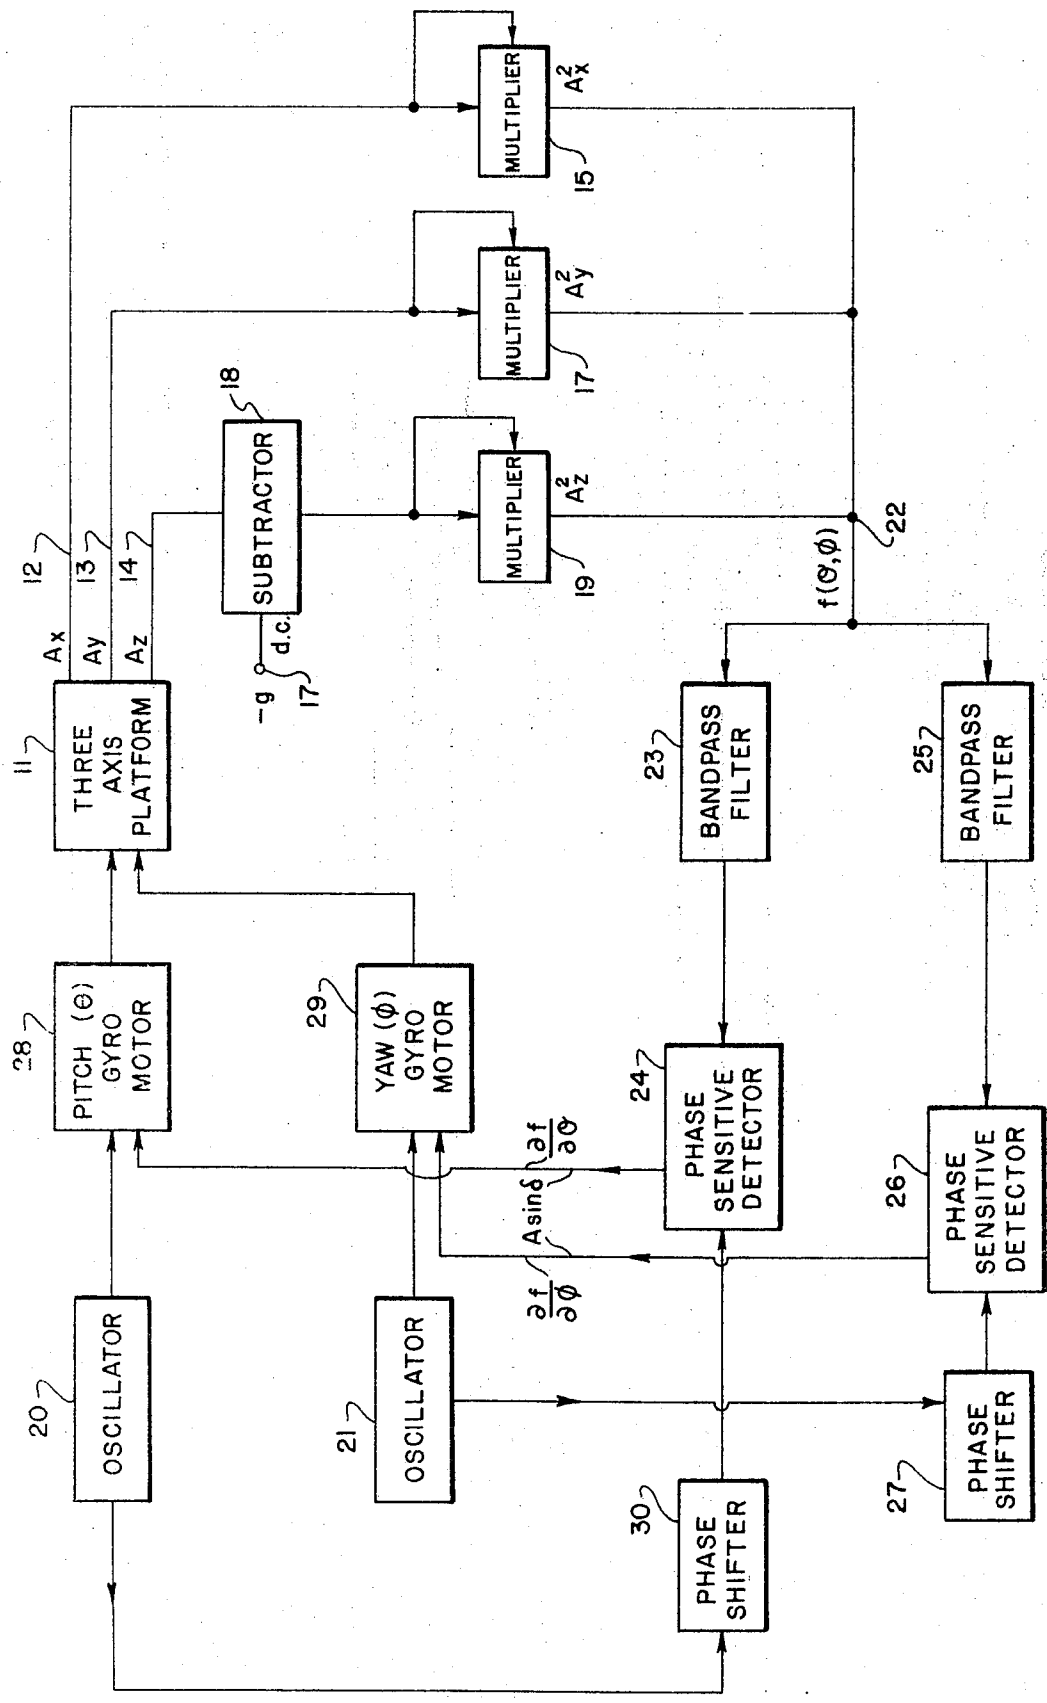 20
OSCILLATOR
28
PITCH (θ)
GYRO
MOTOR
11
THREE
AXIS
PLATFORM
Ax
Ay
Az
12
13
14
21
OSCILLATOR
29
YAW (ϕ)
GYRO
MOTOR
-g
17
d.c.
18
SUBTRACTOR
MULTIPLIER
A²z
19
MULTIPLIER
A²y
17
MULTIPLIER
A²x
15
∂f
∂ϕ
Asinδ
∂f
∂θ
f(θ,ϕ)
22
30
PHASE
SHIFTER
24
PHASE
SENSITIVE
DETECTOR
23
BANDPASS
FILTER
27
PHASE
SHIFTER
26
PHASE
SENSITIVE
DETECTOR
25
BANDPASS
FILTER